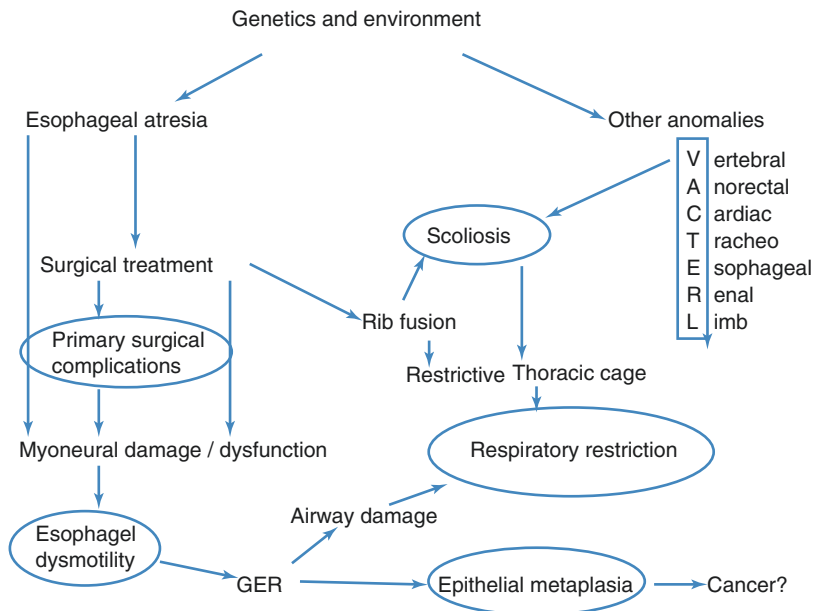 Genetics and environment
Esophageal atresia
Other anomalies
V ertebral
A norectal
C ardiac
T racheo
E sophageal
R enal
L imb
Scoliosis
Surgical treatment
Rib fusion
Primary surgical
complications
Restrictive Thoracic cage
Myoneural damage / dysfunction
Respiratory restriction
Airway damage
Esophagel
dysmotility
GER
Epithelial metaplasia
Cancer?